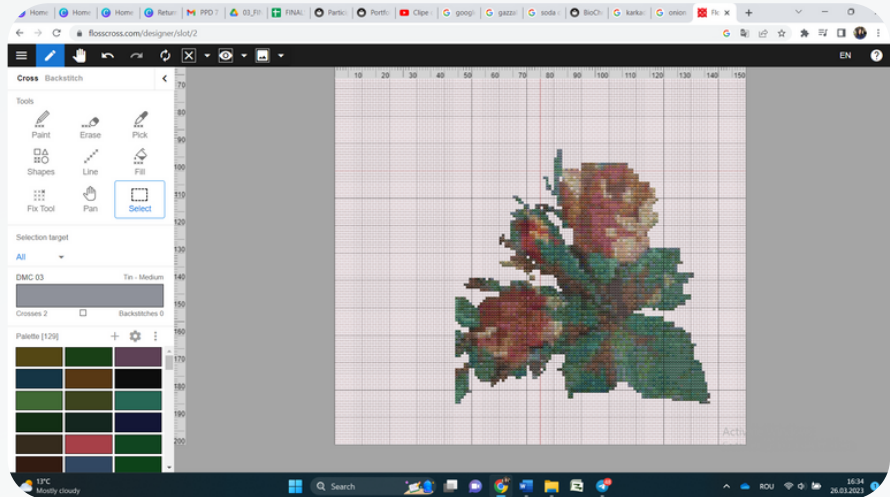 Home
Home
Home
Return
PPD
03_FIN
FINAL
Partic
Portfo
Clipe
googl
gazza
soda
BioCh
karka
onion
flosscross.com/designer/slot/2
EN
Cross Backstitch
Tools
Paint Erase Pick
Shapes Line Fill
Fix Tool Pan Select
Selection target
All
DMC 03 Tin - Medium
Crosses 2 Backstitches 0
Palette [129]
10 20 30 40 50 60 70 80 90 100 110 120 130 140 150
70
80
90
100
110
120
130
140
150
160
170
180
190
200
Activ
13°C
Mostly cloudy
Search
ROU
16:34
26.03.2023